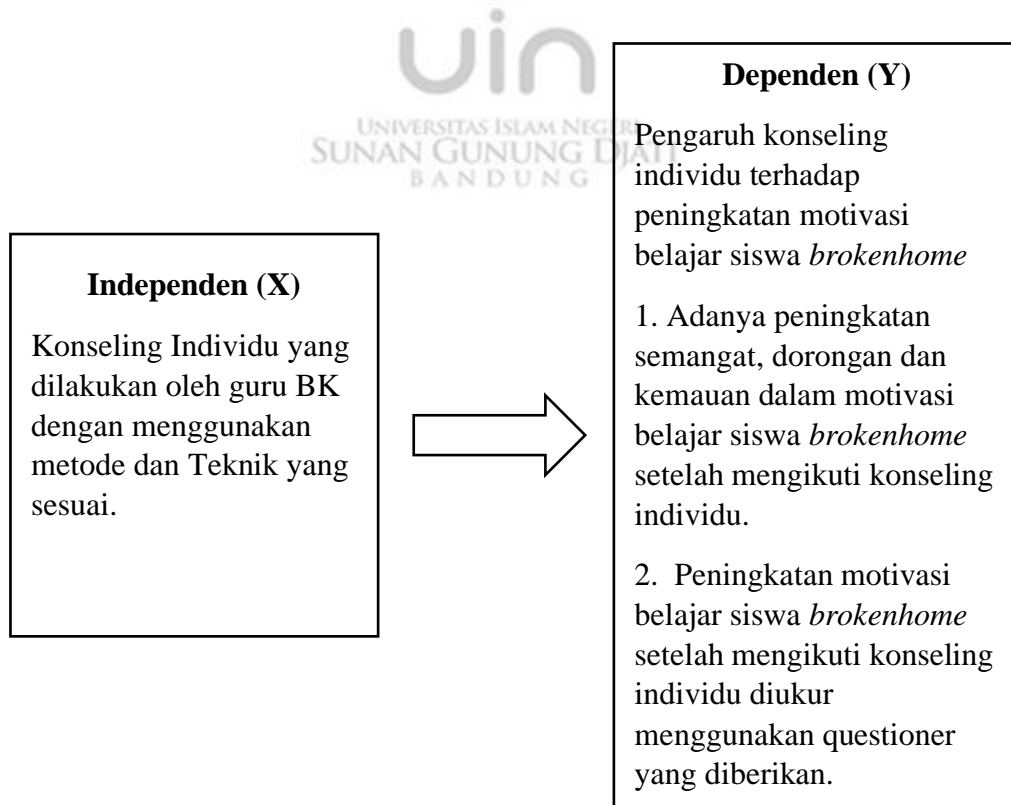 uin
UNIVERSITAS ISLAM NEGERI
SUNAN GUNUNG DJATI
BANDUNG
Independen (X)
Konseling Individu yang
dilakukan oleh guru BK
dengan menggunakan
metode dan Teknik yang
sesuai.
Dependen (Y)
Pengaruh konseling
individu terhadap
peningkatan motivasi
belajar siswa brokenhome
1. Adanya peningkatan
semangat, dorongan dan
kemauan dalam motivasi
belajar siswa brokenhome
setelah mengikuti konseling
individu.
2. Peningkatan motivasi
belajar siswa brokenhome
setelah mengikuti konseling
individu diukur
menggunakan questioner
yang diberikan.